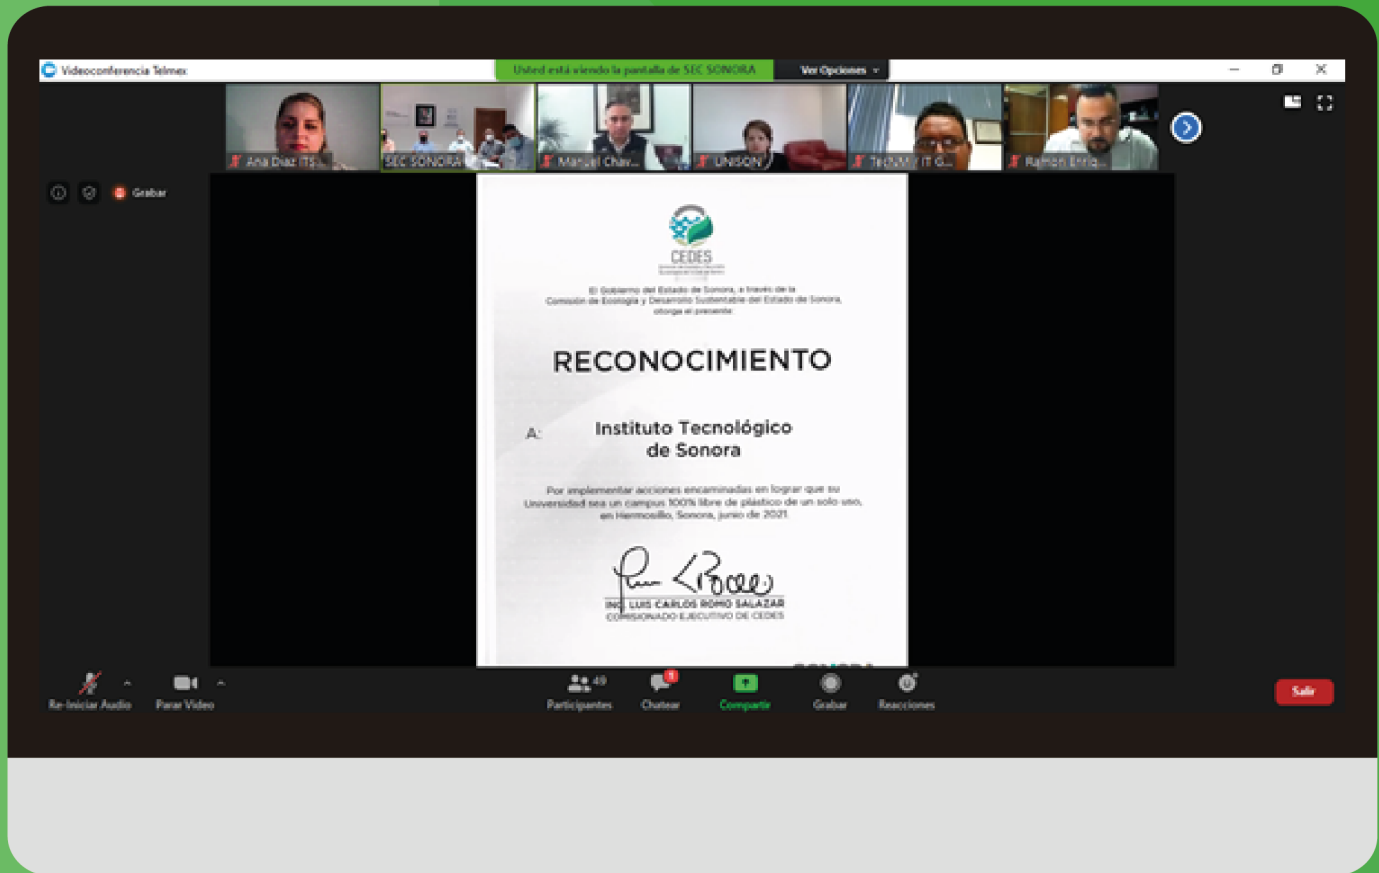 Videoconferencia Telmex
Usted está viendo la pantalla de SEC SONORA
Ver Opciones
Ana Diaz ITS...
SEC SONORA
Manuel Chav...
UNISON
TecNM / IT G...
Ramon Enriq...
Grabar
CEDES
El Gobierno del Estado de Sonora, a través de la
Comisión de Ecología y Desarrollo Sustentable del Estado de Sonora,
otorga el presente
RECONOCIMIENTO
A:
Instituto Tecnológico
de Sonora
Por implementar acciones encaminadas en lograr que su
Universidad sea un campus 100% libre de plástico de un solo uso,
en Hermosillo, Sonora, junio de 2021.
ING. LUIS CARLOS ROMO SALAZAR
COMISIONADO EJECUTIVO DE CEDES
Re-Iniciar Audio
Parar Video
49
Participantes
1
Chatear
Compartir
Grabar
Reacciones
Salir